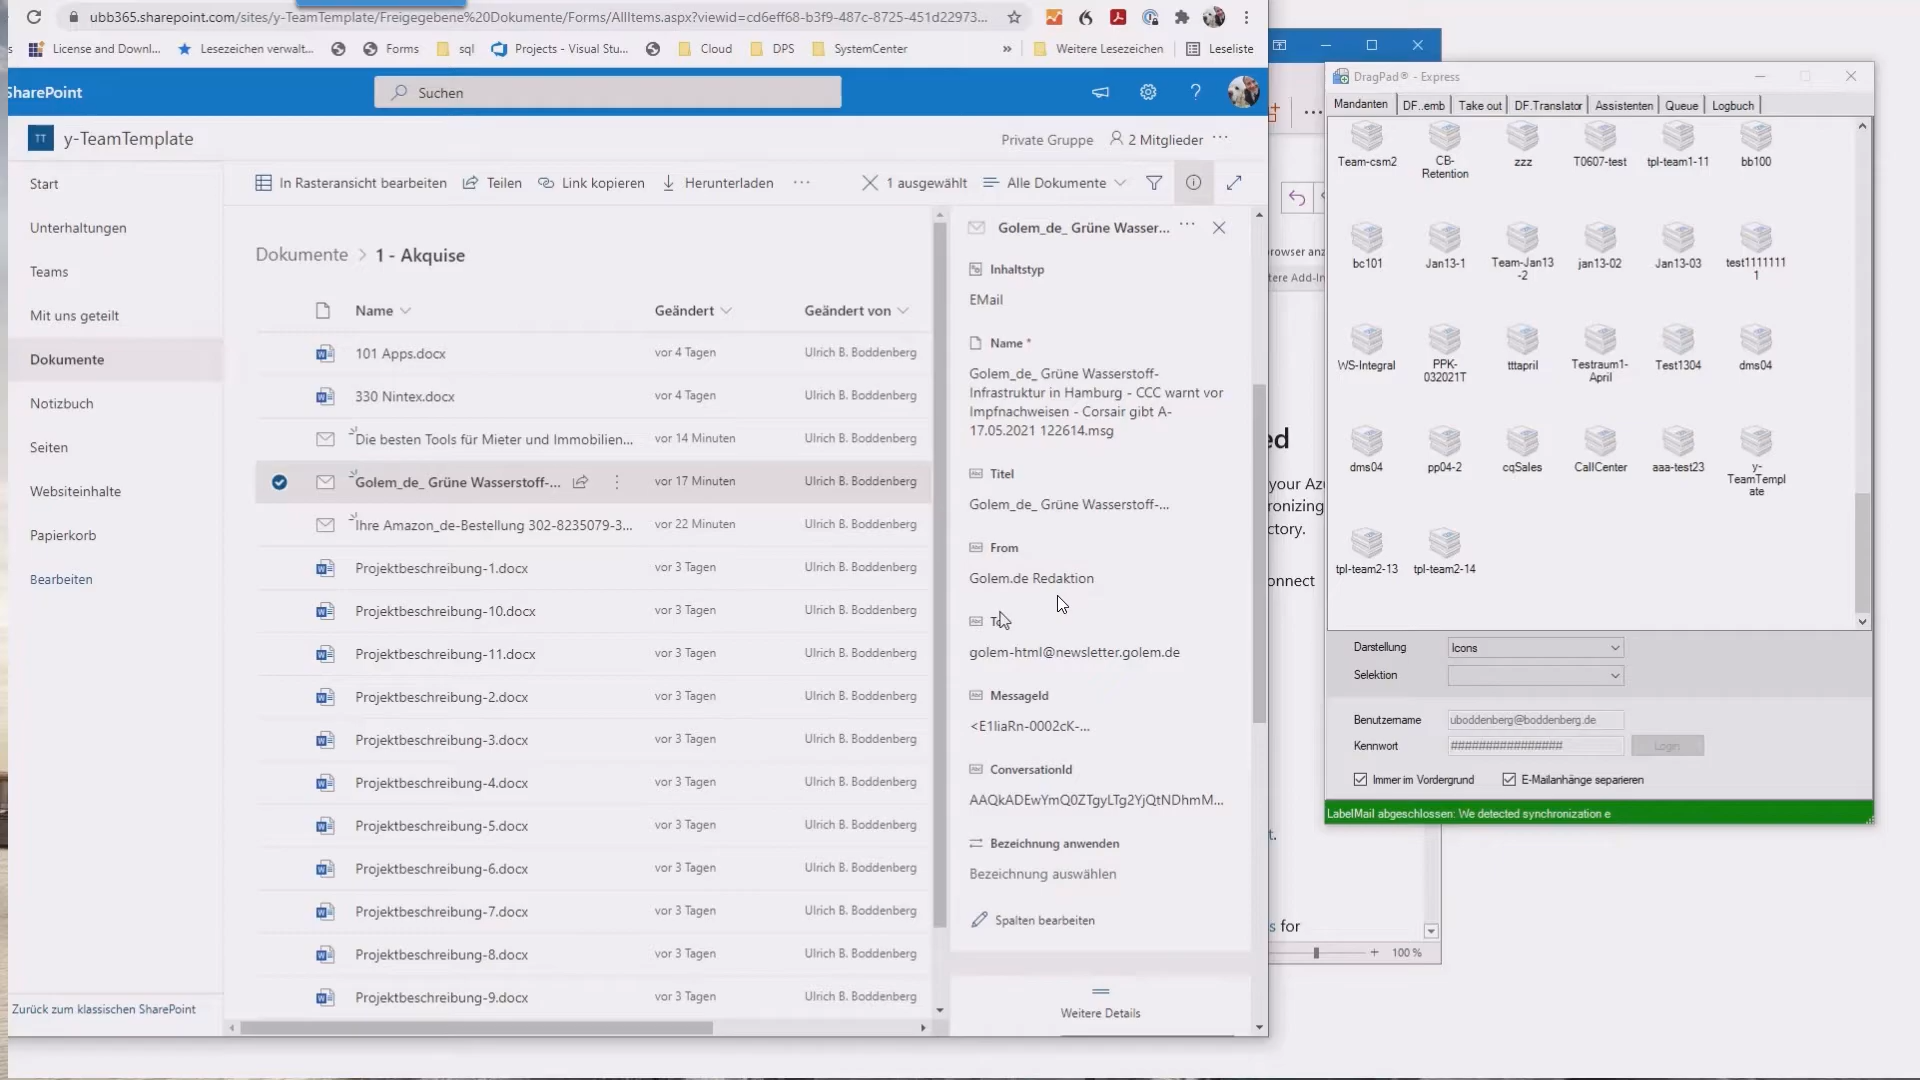 ubb365.sharepoint.com/sites/y-TeamTemplate/Freigegebene%20Dokumente/Forms/AllItems.aspx?viewid=cd6eff68-b3f9-487c-8725-451d22973...
License and Downl... Lesezeichen verwalt... Forms sql Projects - Visual Stu... Cloud DPS SystemCenter » Weitere Lesezeichen Leseliste
SharePoint
Suchen
TT y-TeamTemplate
Private Gruppe 2 Mitglieder ...
Start
Unterhaltungen
Teams
Mit uns geteilt
Dokumente
Notizbuch
Seiten
Websiteinhalte
Papierkorb
Bearbeiten
Zurück zum klassischen SharePoint
In Rasteransicht bearbeiten Teilen Link kopieren Herunterladen ... 1 ausgewählt Alle Dokumente
Dokumente > 1 - Akquise
Name Geändert Geändert von
101 Apps.docx vor 4 Tagen Ulrich B. Boddenberg
330 Nintex.docx vor 4 Tagen Ulrich B. Boddenberg
Die besten Tools für Mieter und Immobilien... vor 14 Minuten Ulrich B. Boddenberg
Golem_de_ Grüne Wasserstoff-... vor 17 Minuten Ulrich B. Boddenberg
Ihre Amazon_de-Bestellung 302-8235079-3... vor 22 Minuten Ulrich B. Boddenberg
Projektbeschreibung-1.docx vor 3 Tagen Ulrich B. Boddenberg
Projektbeschreibung-10.docx vor 3 Tagen Ulrich B. Boddenberg
Projektbeschreibung-11.docx vor 3 Tagen Ulrich B. Boddenberg
Projektbeschreibung-2.docx vor 3 Tagen Ulrich B. Boddenberg
Projektbeschreibung-3.docx vor 3 Tagen Ulrich B. Boddenberg
Projektbeschreibung-4.docx vor 3 Tagen Ulrich B. Boddenberg
Projektbeschreibung-5.docx vor 3 Tagen Ulrich B. Boddenberg
Projektbeschreibung-6.docx vor 3 Tagen Ulrich B. Boddenberg
Projektbeschreibung-7.docx vor 3 Tagen Ulrich B. Boddenberg
Projektbeschreibung-8.docx vor 3 Tagen Ulrich B. Boddenberg
Projektbeschreibung-9.docx vor 3 Tagen Ulrich B. Boddenberg
Golem_de_ Grüne Wasser... ...
Inhaltstyp
EMail
Name *
Golem_de_ Grüne Wasserstoff-
Infrastruktur in Hamburg - CCC warnt vor
Impfnachweisen - Corsair gibt A-
17.05.2021 122614.msg
Titel
Golem_de_ Grüne Wasserstoff-...
From
Golem.de Redaktion
golem-html@newsletter.golem.de
MessageId
<E1liaRn-0002cK-...
ConversationId
AAQkADEwYmQ0ZTgyLTg2YjQtNDhmM...
Bezeichnung anwenden
Bezeichnung auswählen
Spalten bearbeiten
Weitere Details
rowser anz
tere Add-In
ed
your Azu
ronizing
ctory.
onnect
t.
s for
100 %
DragPad® - Express
Mandanten DF..emb Take out DF.Translator Assistenten Queue Logbuch
Team-csm2 CB-Retention zzz T0607-test tpl-team1-11 bb100
bc101 Jan13-1 Team-Jan13-2 jan13-02 Jan13-03 test11111111
WS-Integral PPK-032021T tttapril Testraum1-April Test1304 dms04
dms04 pp04-2 cqSales CallCenter aaa-test23 y-TeamTemplate
tpl-team2-13 tpl-team2-14
Darstellung Icons
Selektion
Benutzername uboddenberg@boddenberg.de
Kennwort ################ Login
Immer im Vordergrund E-Mailanhänge separieren
LabelMail abgeschlossen: We detected synchronization e